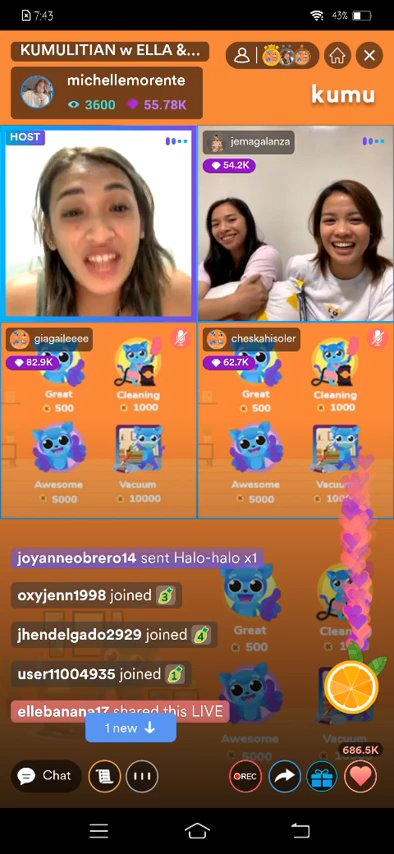 7:43
43%
KUMULITIAN w ELLA &...
michellemorente
3600 55.78K
kumu
HOST
jemagalanza
54.2K
giagaileeee
82.9K
Great
500
Cleaning
1000
Awesome
5000
Vacuum
10000
cheskahisoler
62.7K
Great
500
Cleaning
1000
Awesome
5000
Vacuum
joyanneobrero14 sent Halo-halo x1
oxyjenn1998 joined 3
jhendelgado2929 joined 4
user11004935 joined 1
ellebanana17 shared this LIVE
1 new
Great
500
Awesome
686.5K
Chat
REC